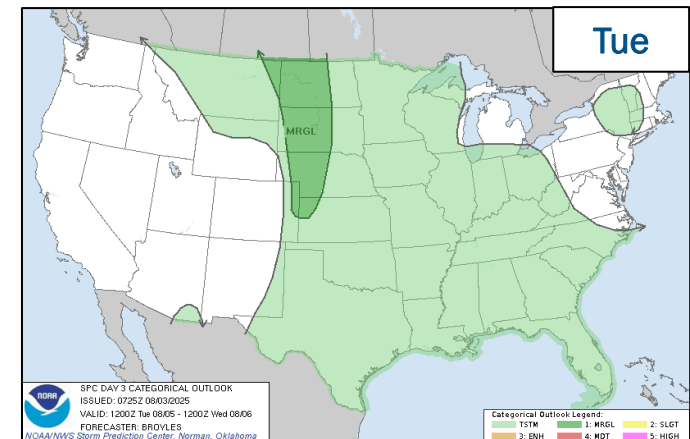 Tue
MRGL
NOAA
SPC DAY 3 CATEGORICAL OUTLOOK
ISSUED: 0725Z 08/03/2025
VALID: 1200Z Tue 08/05 - 1200Z Wed 08/06
FORECASTER: BROYLES
NOAA/NWS Storm Prediction Center, Norman, Oklahoma
Categorical Outlook Legend:
TSTM 1: MRGL 2: SLGT
3: ENH 4: MDT 5: HIGH